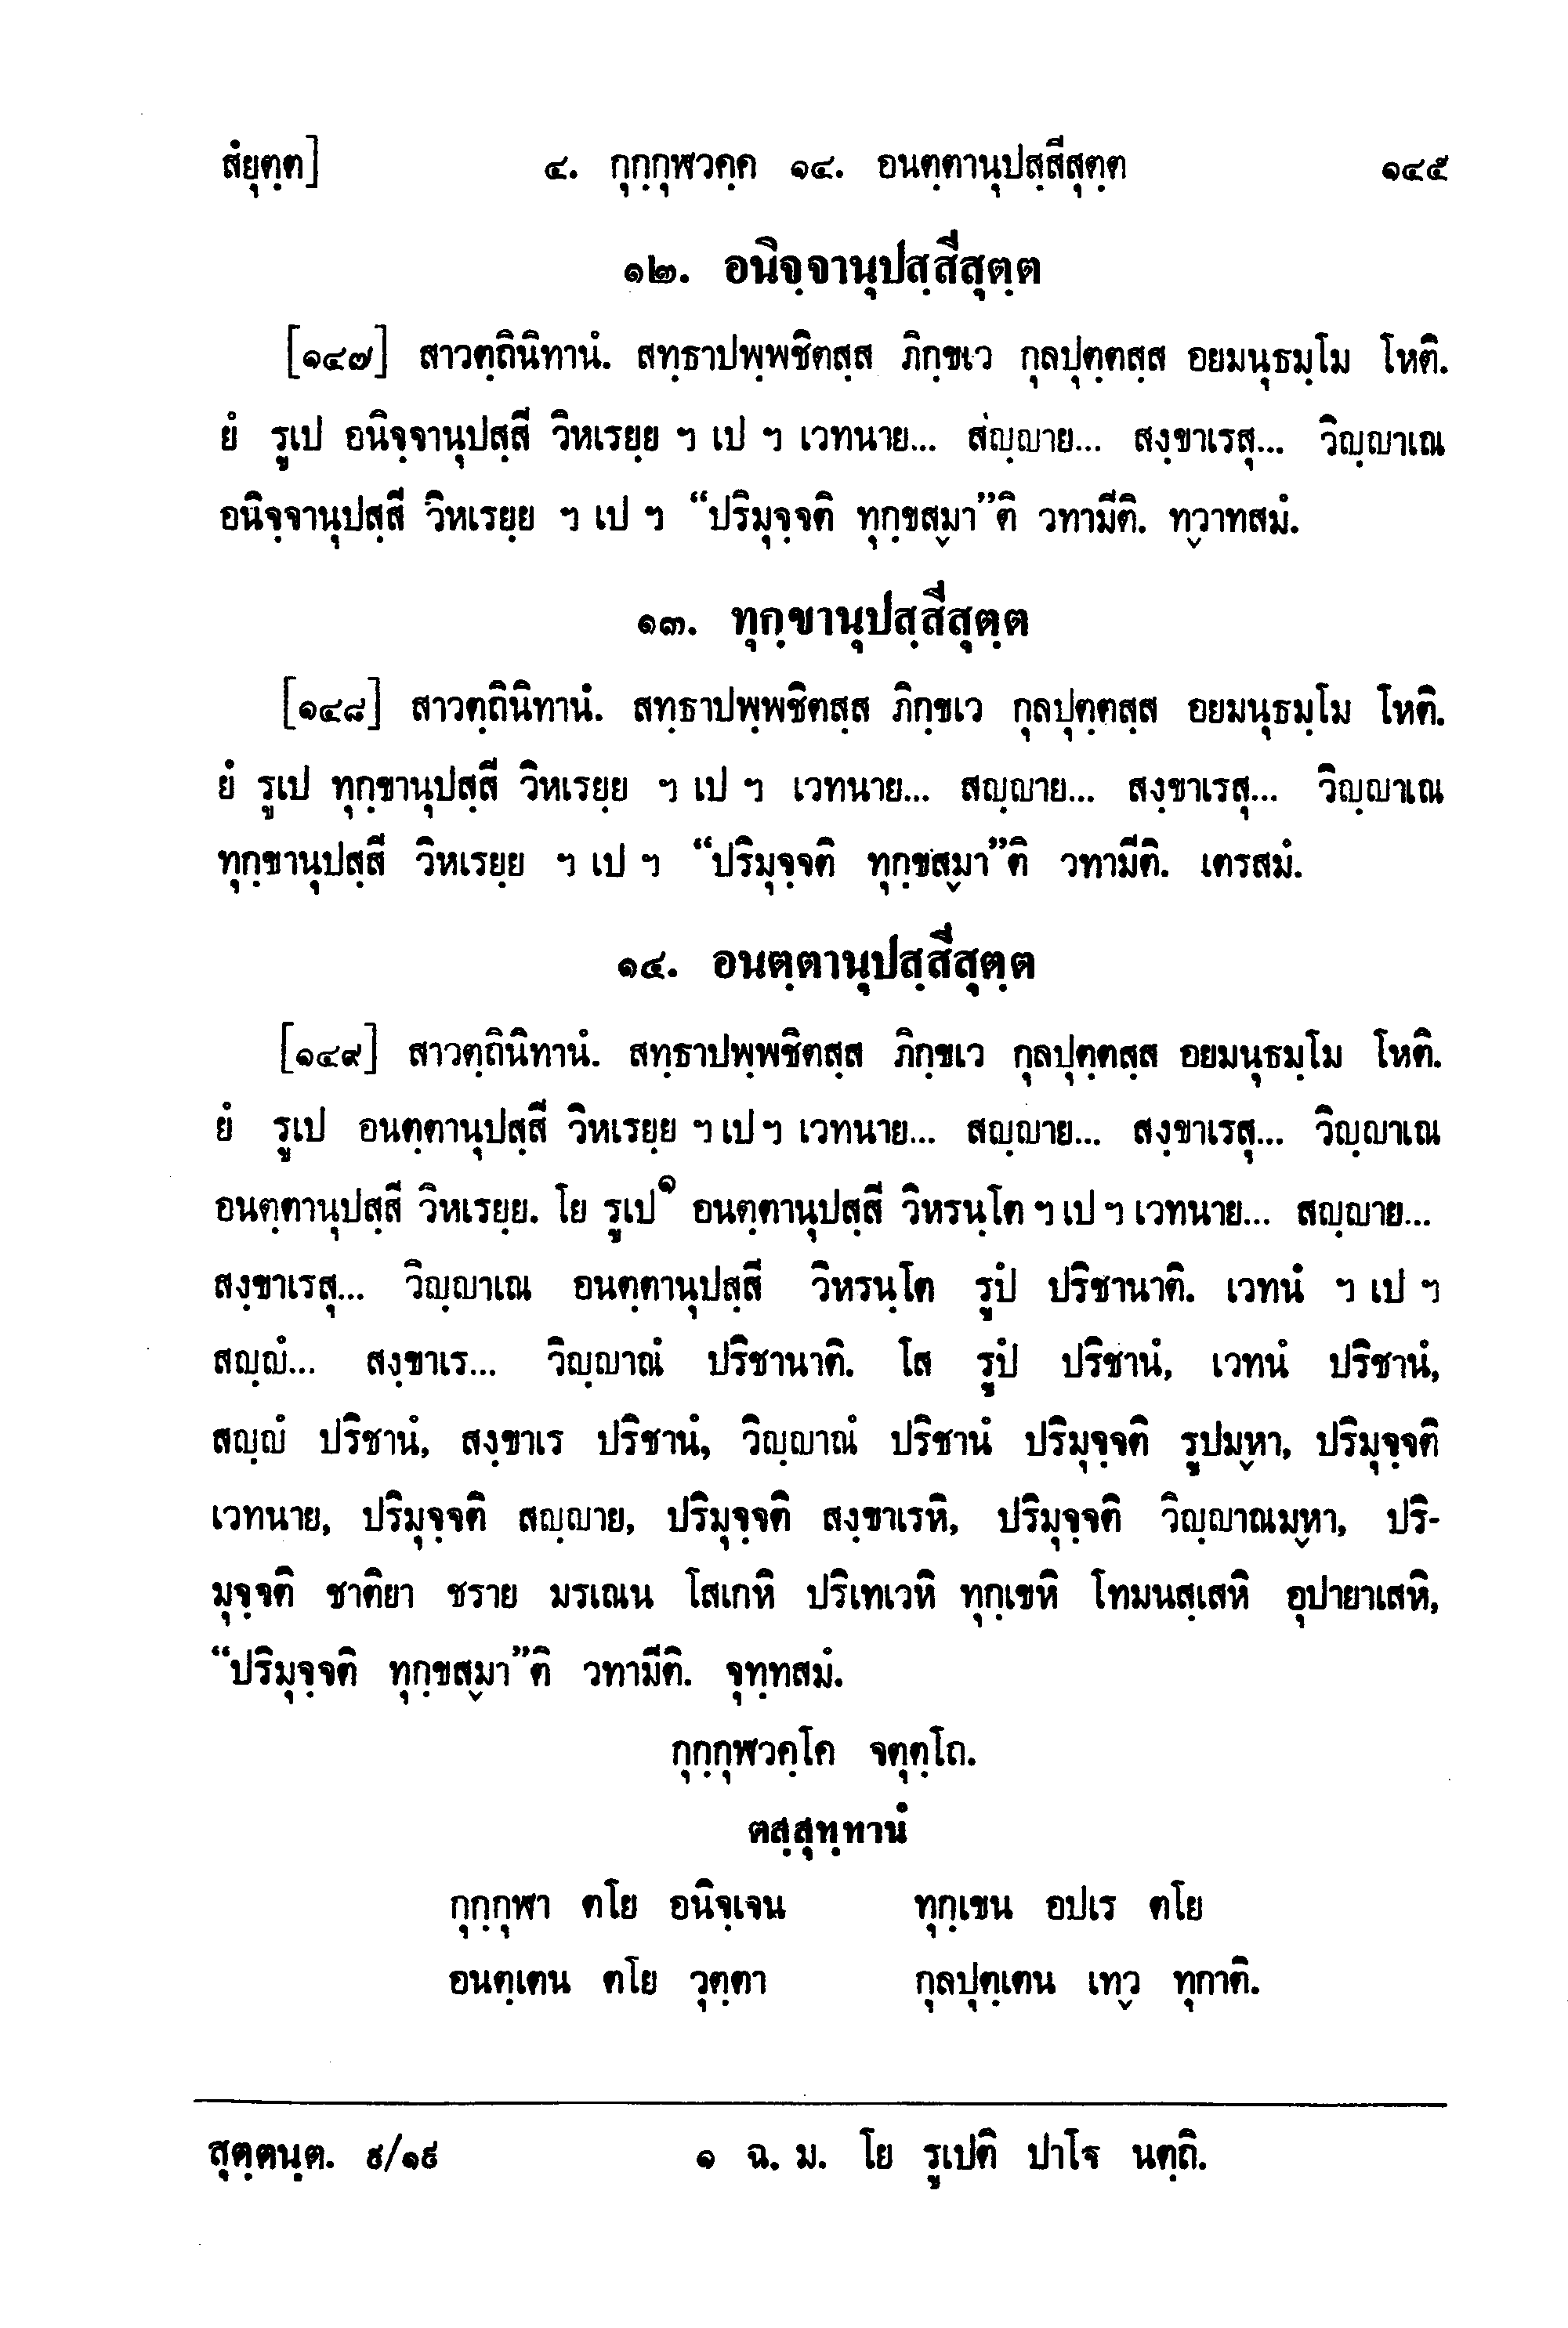 สํยุตฺต] ๔. กุกฺกุฬวคฺค ๑๔. อนตฺตานุปสฺสีสุตฺต ๑๔๕
๑๒. อนิจฺจานุปสฺสีสุตฺต
[๑๔๗] สาวตฺถินิทานํ. สทฺธาปพฺพชิตสฺส ภิกฺขเว กุลปุตฺตสฺส อยมนุธมฺโม โหติ.
ยํ รูเป อนิจฺจานุปสฺสี วิหเรยฺย ฯ เป ฯ เวทนาย... สญฺญาย... สงฺขาเรสุ... วิญฺญาเณ
อนิจฺจานุปสฺสี วิหเรยฺย ฯ เป ฯ “ปริมุจฺจติ ทุกฺขสฺมา”ติ วทามีติ. ทฺวาทสมํ.
๑๓. ทุกฺขานุปสฺสีสุตฺต
[๑๔๘] สาวตฺถินิทานํ. สทฺธาปพฺพชิตสฺส ภิกฺขเว กุลปุตฺตสฺส อยมนุธมฺโม โหติ.
ยํ รูเป ทุกฺขานุปสฺสี วิหเรยฺย ฯ เป ฯ เวทนาย... สญฺญาย... สงฺขาเรสุ... วิญฺญาเณ
ทุกฺขานุปสฺสี วิหเรยฺย ฯ เป ฯ “ปริมุจฺจติ ทุกฺขสฺมา”ติ วทามีติ. เตรสมํ.
๑๔. อนตฺตานุปสฺสีสุตฺต
[๑๔๙] สาวตฺถินิทานํ. สทฺธาปพฺพชิตสฺส ภิกฺขเว กุลปุตฺตสฺส อยมนุธมฺโม โหติ.
ยํ รูเป อนตฺตานุปสฺสี วิหเรยฺย ฯ เป ฯ เวทนาย... สญฺญาย... สงฺขาเรสุ... วิญฺญาเณ
อนตฺตานุปสฺสี วิหเรยฺย. โย รูเป๑ อนตฺตานุปสฺสี วิหรนฺโต ฯ เป ฯ เวทนาย... สญฺญาย...
สงฺขาเรสุ... วิญฺญาเณ อนตฺตานุปสฺสี วิหรนฺโต รูปํ ปริชานาติ. เวทนํ ฯ เป ฯ
สญฺญํ... สงฺขาเร... วิญฺญาณํ ปริชานาติ. โส รูปํ ปริชานํ, เวทนํ ปริชานํ,
สญฺญํ ปริชานํ, สงฺขาเร ปริชานํ, วิญฺญาณํ ปริชานํ ปริมุจฺจติ รูปมฺหา, ปริมุจฺจติ
เวทนาย, ปริมุจฺจติ สญฺญาย, ปริมุจฺจติ สงฺขาเรหิ, ปริมุจฺจติ วิญฺญาณมฺหา, ปริ-
มุจฺจติ ชาติยา ชราย มรเณน โสเกหิ ปริเทเวหิ ทุกฺเขหิ โทมนสฺเสหิ อุปายาเสหิ,
“ปริมุจฺจติ ทุกฺขสฺมา”ติ วทามีติ. จุทฺทสมํ.
กุกฺกุฬวคฺโค จตุตฺโถ.
ตสฺสุทฺทานํ
กุกฺกุฬา ตโย อนิจฺเจน ทุกฺเขน อปเร ตโย
อนตฺเตน ตโย วุตฺตา กุลปุตฺเตน เทฺว ทุกาติ.
สุตฺตนฺต. ๙/๑๙ ๑ ฉ. ม. โย รูเปติ ปาโฐ นตฺถิ.